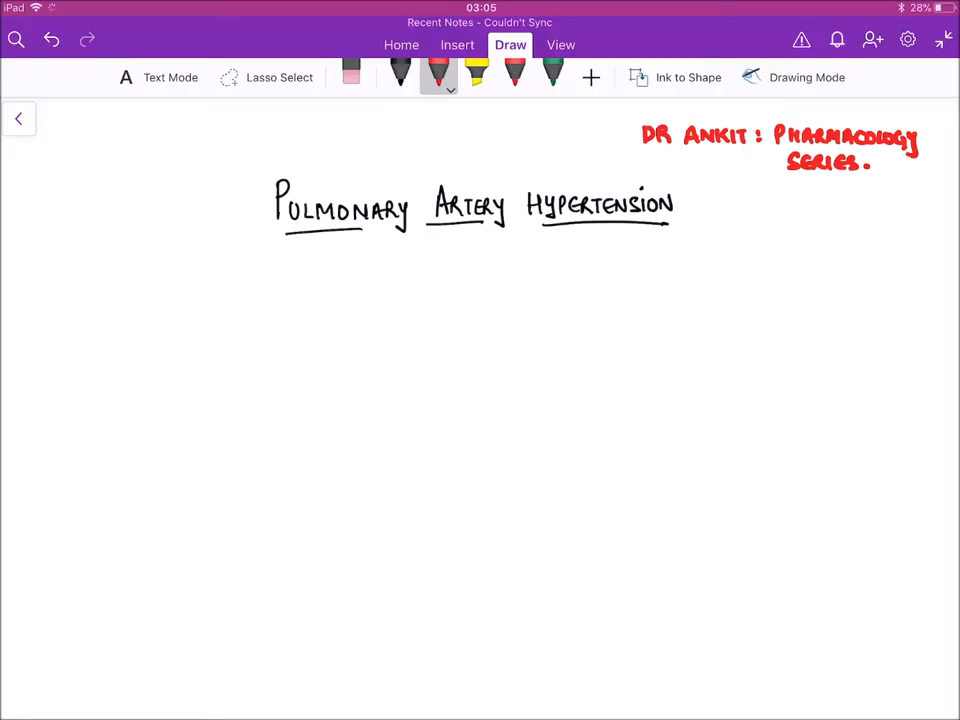 iPad 03:05 28%
Recent Notes - Couldn't Sync
Home Insert Draw View
Text Mode Lasso Select Ink to Shape Drawing Mode
DR ANKIT : PHARMACOLOGY
SERIES.
PULMONARY ARTERY HYPERTENSION